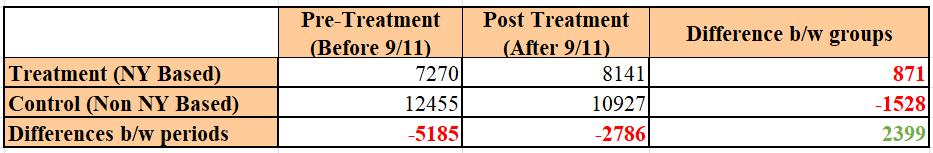 Pre-Treatment (Before 9/11) Post Treatment (After 9/11) Difference b/w groups
Treatment (NY Based) 7270 8141 871
Control (Non NY Based) 12455 10927 -1528
Differences b/w periods -5185 -2786 2399